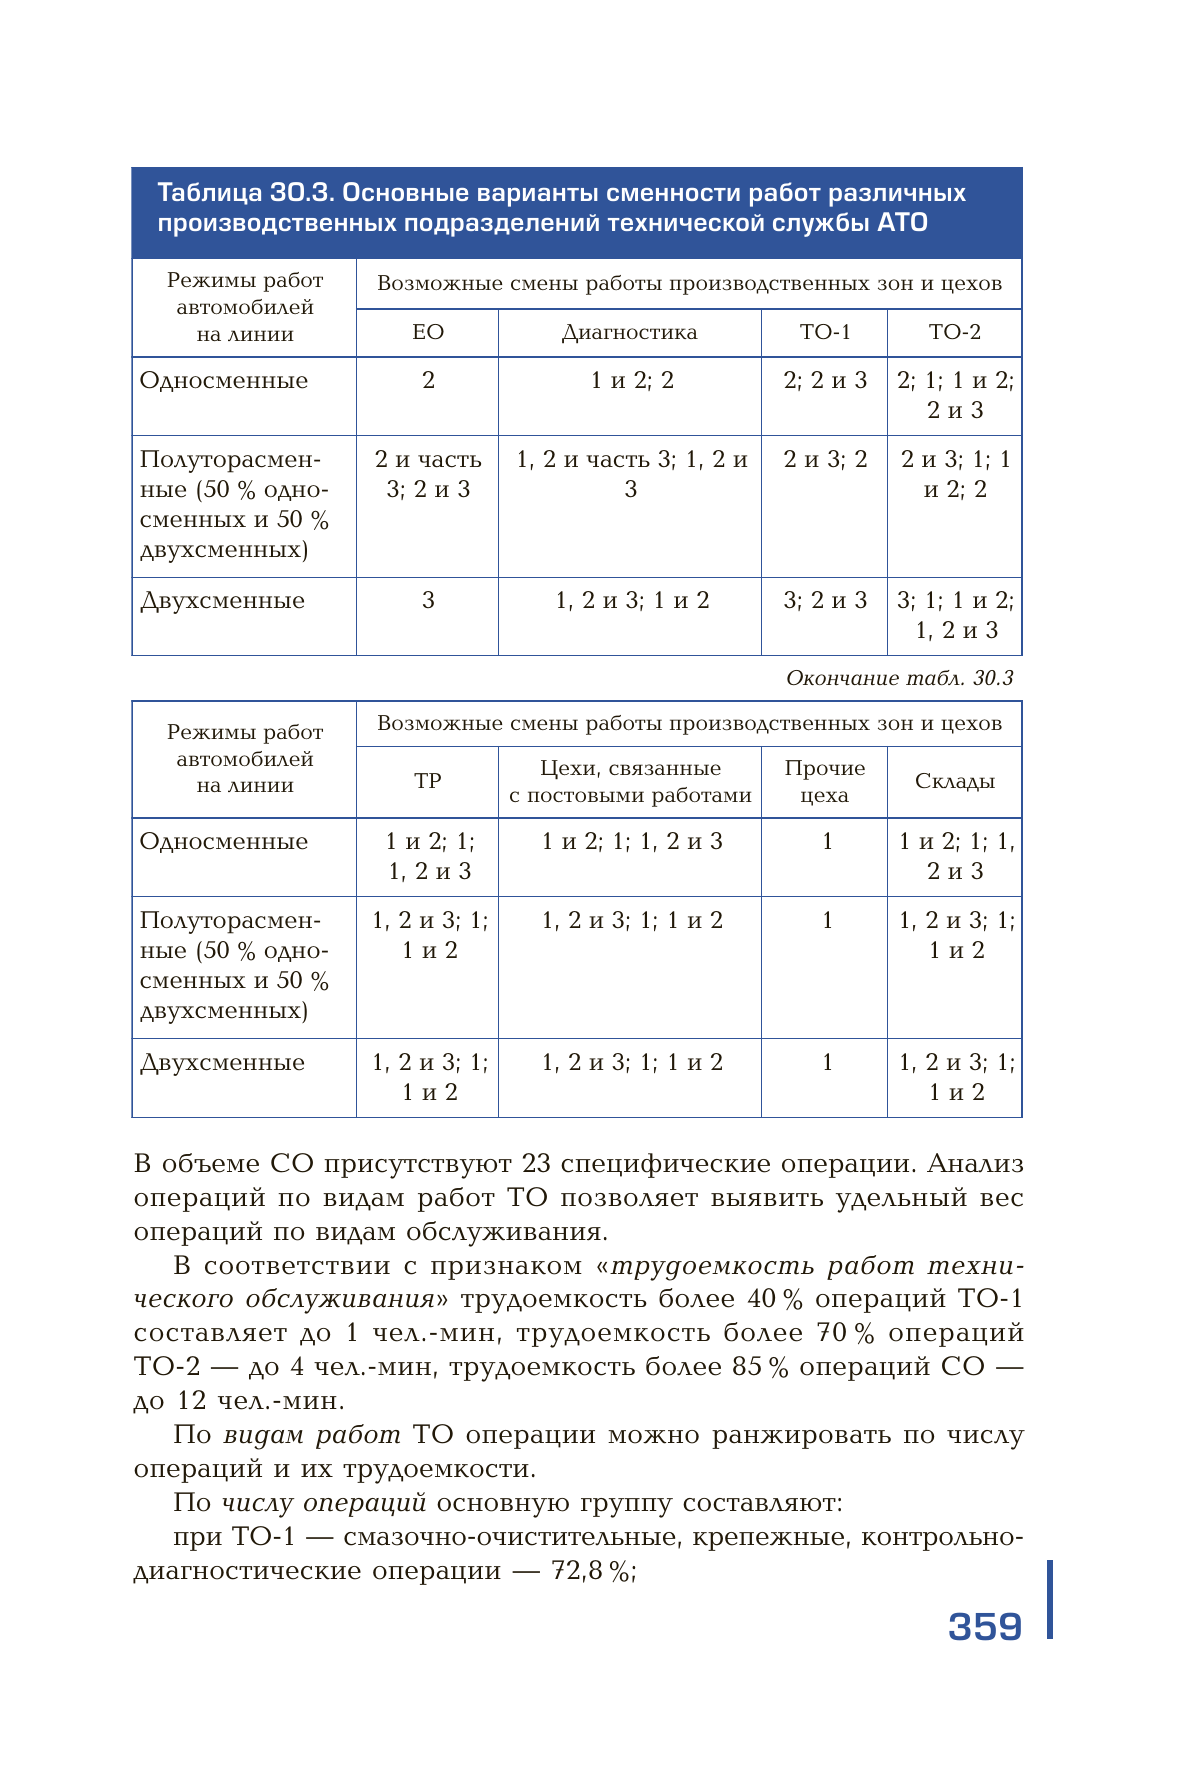 Таблица 30.3. Основные варианты сменности работ различных
производственных подразделений технической службы АТО
Режимы работ
автомобилей
на линии
Возможные смены работы производственных зон и цехов
ЕО
Диагностика
ТО-1
ТО-2
Односменные
2
1 и 2; 2
2; 2 и 3
2; 1; 1 и 2;
2 и 3
Полуторасмен-
ные (50 % одно-
сменных и 50 %
двухсменных)
2 и часть
3; 2 и 3
1, 2 и часть 3; 1, 2 и
3
2 и 3; 2
2 и 3; 1; 1
и 2; 2
Двухсменные
3
1, 2 и 3; 1 и 2
3; 2 и 3
3; 1; 1 и 2;
1, 2 и 3
Окончание табл. 30.3
Режимы работ
автомобилей
на линии
Возможные смены работы производственных зон и цехов
ТР
Цехи, связанные
с постовыми работами
Прочие
цеха
Склады
Односменные
1 и 2; 1;
1, 2 и 3
1 и 2; 1; 1, 2 и 3
1
1 и 2; 1; 1,
2 и 3
Полуторасмен-
ные (50 % одно-
сменных и 50 %
двухсменных)
1, 2 и 3; 1;
1 и 2
1, 2 и 3; 1; 1 и 2
1
1, 2 и 3; 1;
1 и 2
Двухсменные
1, 2 и 3; 1;
1 и 2
1, 2 и 3; 1; 1 и 2
1
1, 2 и 3; 1;
1 и 2
В объеме СО присутствуют 23 специфические операции. Анализ
операций по видам работ ТО позволяет выявить удельный вес
операций по видам обслуживания.
В соответствии с признаком «трудоемкость работ техни-
ческого обслуживания» трудоемкость более 40 % операций ТО-1
составляет до 1 чел.-мин, трудоемкость более 70 % операций
ТО-2 — до 4 чел.-мин, трудоемкость более 85 % операций СО —
до 12 чел.-мин.
По видам работ ТО операции можно ранжировать по числу
операций и их трудоемкости.
По числу операций основную группу составляют:
при ТО-1 — смазочно-очистительные, крепежные, контрольно-
диагностические операции — 72,8 %;
359